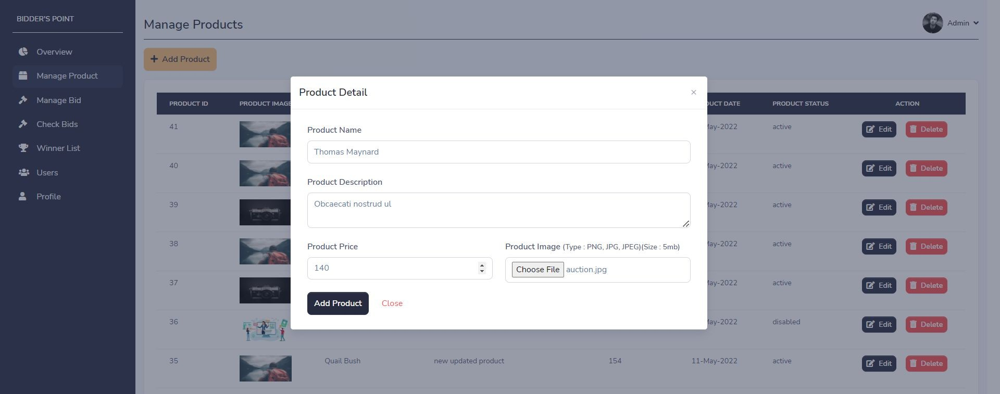 BIDDER'S POINT
Overview
Manage Product
Manage Bid
Check Bids
Winner List
Users
Profile
Manage Products
Admin
Add Product
PRODUCT ID PRODUCT IMAGE DUCT DATE PRODUCT STATUS ACTION
41 May-2022 active Edit Delete
40 May-2022 active Edit Delete
39 May-2022 active Edit Delete
38 May-2022 active Edit Delete
37 May-2022 active Edit Delete
36 May-2022 disabled Edit Delete
35 Quail Bush new updated product 154 11-May-2022 active Edit Delete
Product Detail ×
Product Name
Thomas Maynard
Product Description
Obcaecati nostrud ul
Product Price
140
Product Image (Type : PNG, JPG, JPEG)(Size : 5mb)
Choose File auction.jpg
Add Product Close